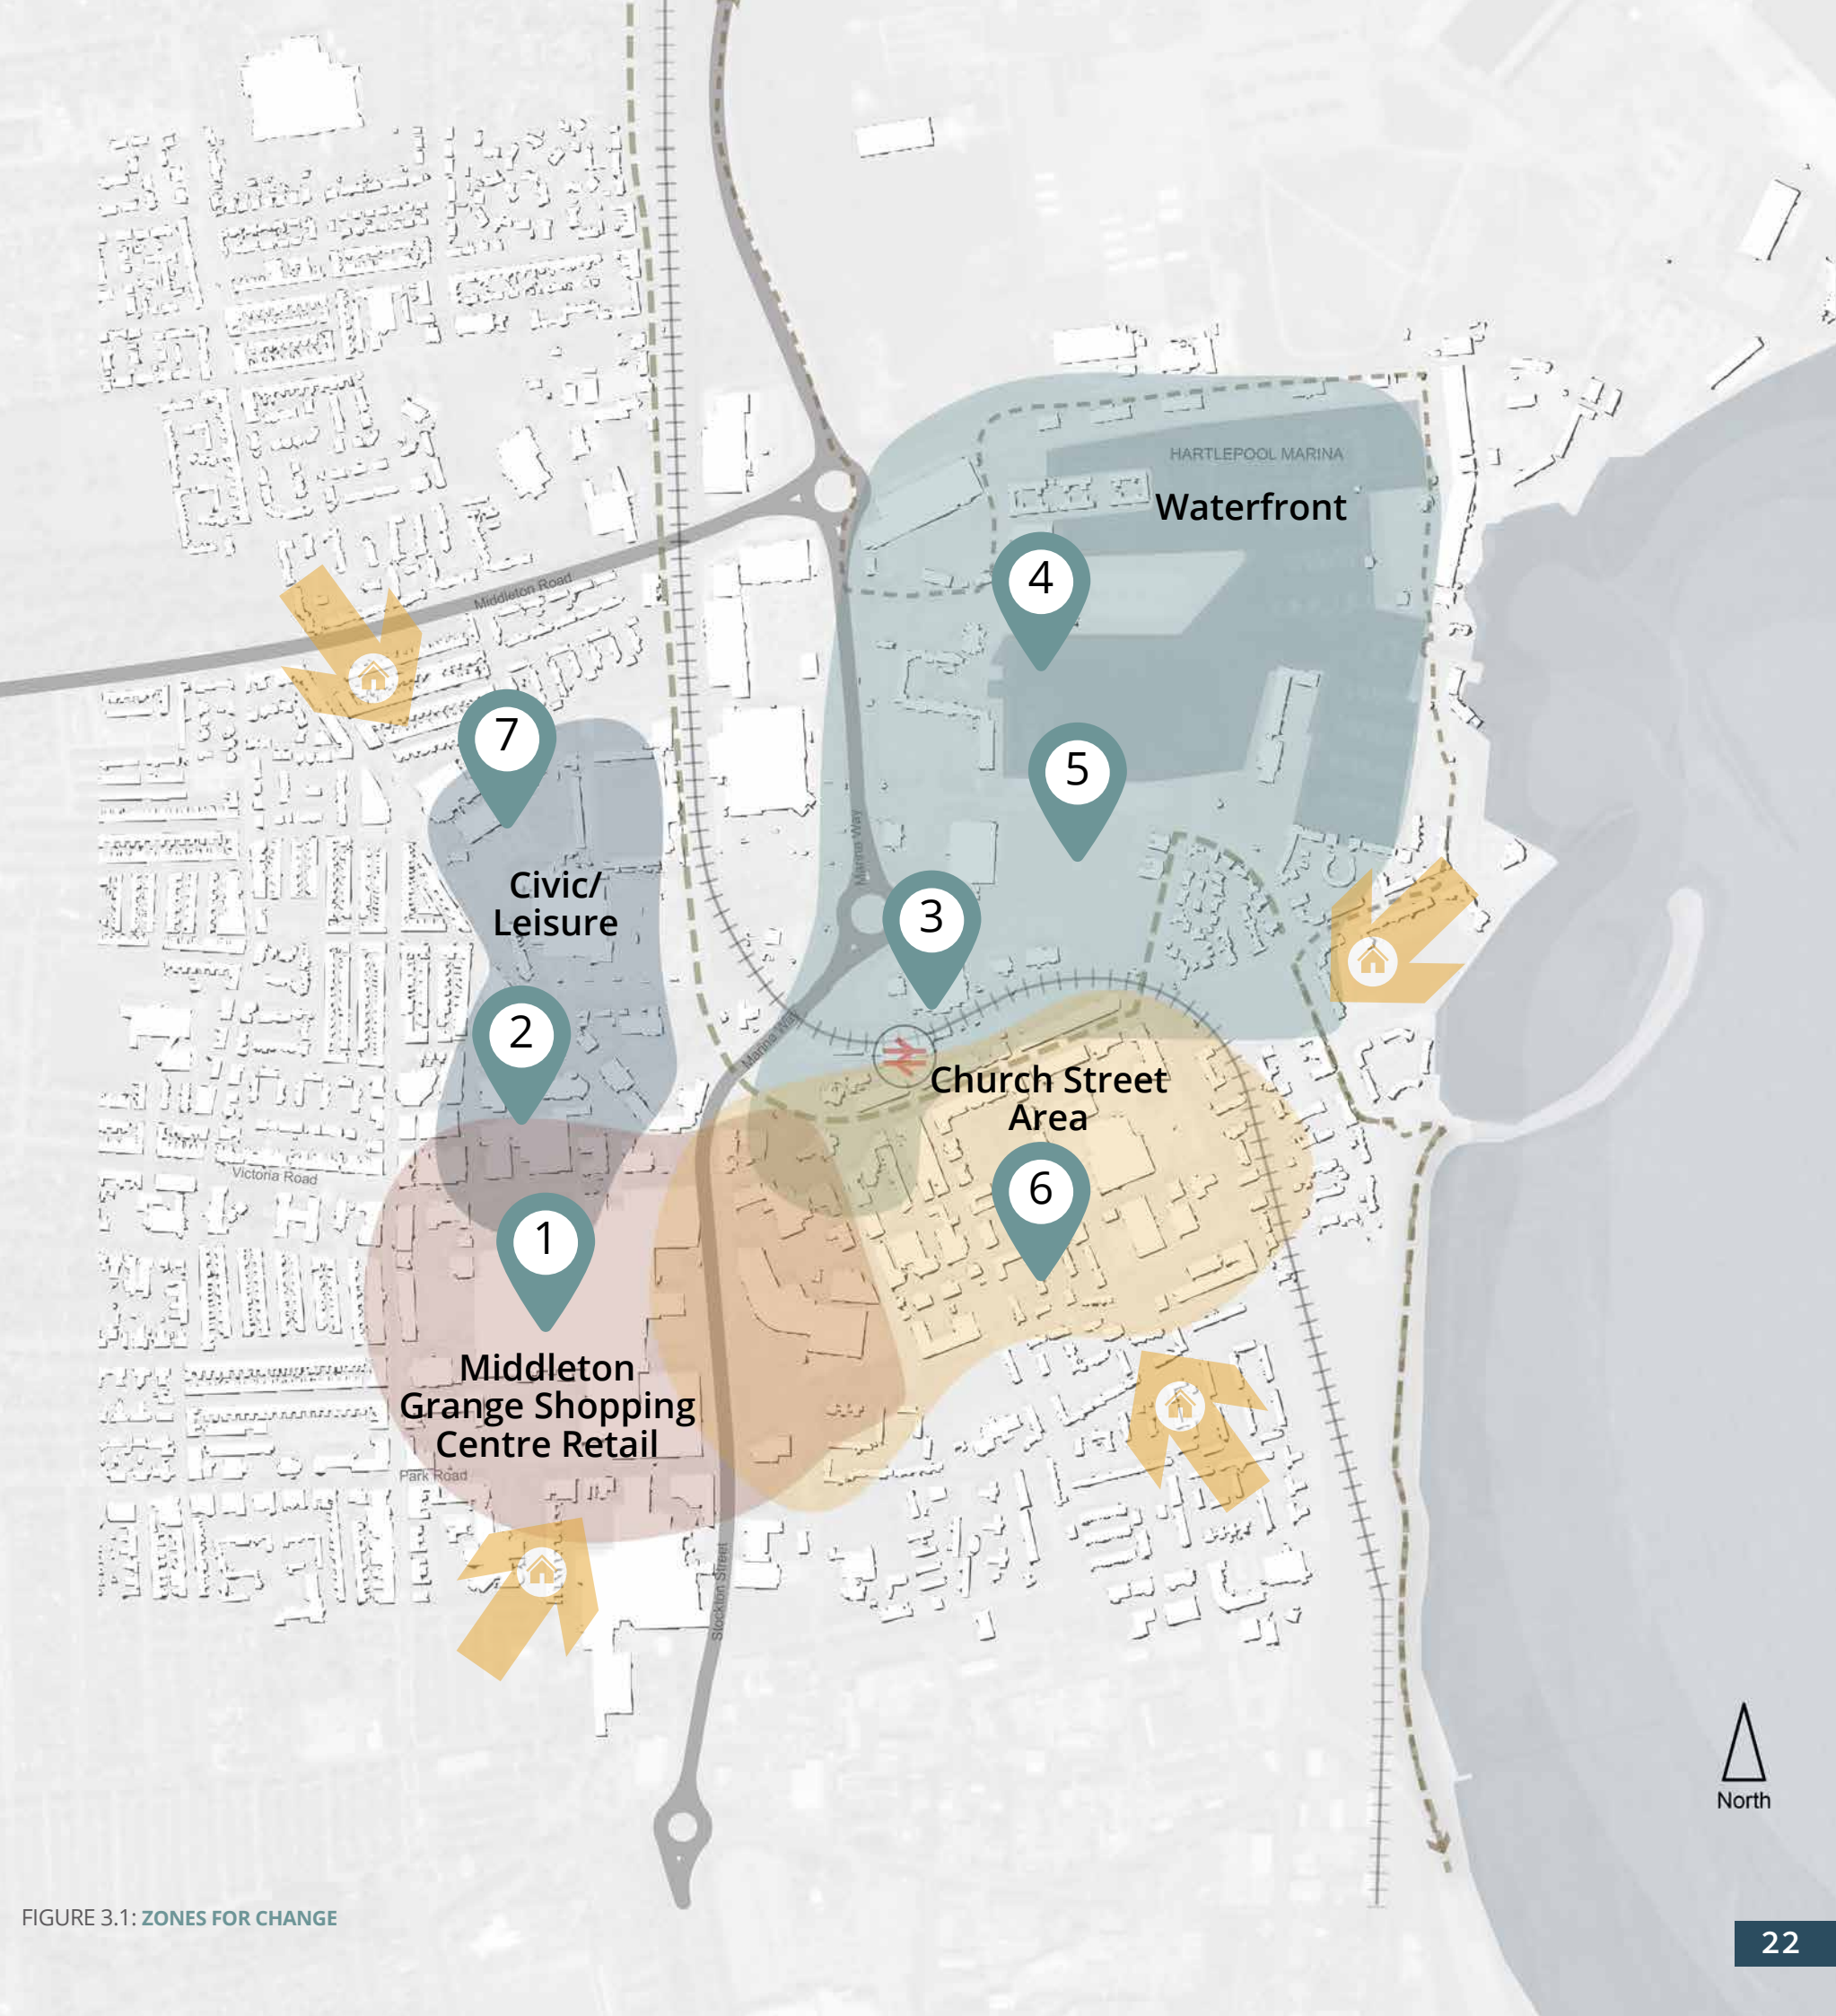 HARTLEPOOL MARINA
Waterfront
4
Middleton Road
7
5
Marina Way
Civic/
Leisure
3
2
Marina Way
Church Street
Area
Victoria Road
6
1
Middleton
Grange Shopping
Centre Retail
Park Road
Stockton Street
North
FIGURE 3.1: ZONES FOR CHANGE
22